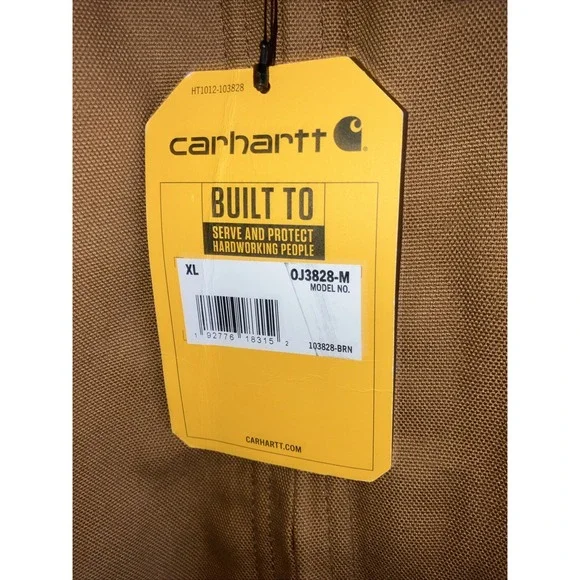 HT1012-103828
carhartt
BUILT TO
SERVE AND PROTECT
HARDWORKING PEOPLE
XL OJ3828-M
MODEL NO.
1 92776 18315 2
103828-BRN
CARHARTT.COM